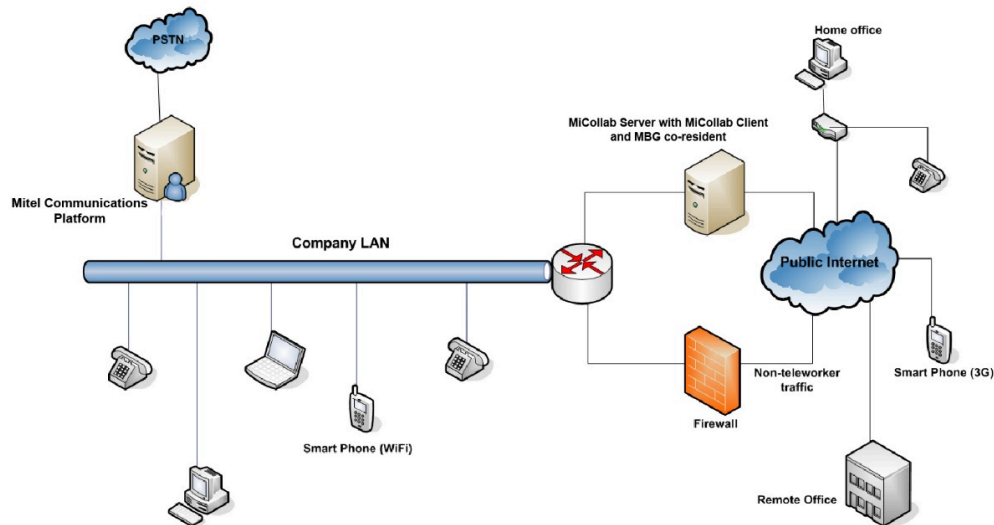 PSTN
Home office
MiCollab Server with MiCollab Client
and MBG co-resident
Mitel Communications
Platform
Company LAN
Public Internet
Non-teleworker
traffic
Smart Phone (3G)
Firewall
Smart Phone (WiFi)
Remote Office